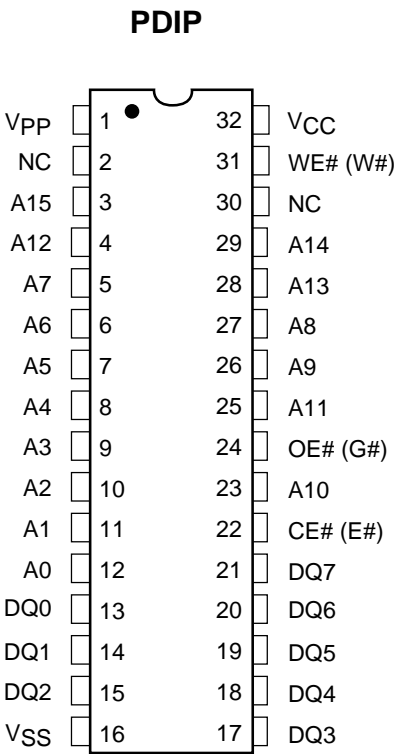 PDIP
VPP 1 32 VCC
NC 2 31 WE# (W#)
A15 3 30 NC
A12 4 29 A14
A7 5 28 A13
A6 6 27 A8
A5 7 26 A9
A4 8 25 A11
A3 9 24 OE# (G#)
A2 10 23 A10
A1 11 22 CE# (E#)
A0 12 21 DQ7
DQ0 13 20 DQ6
DQ1 14 19 DQ5
DQ2 15 18 DQ4
VSS 16 17 DQ3